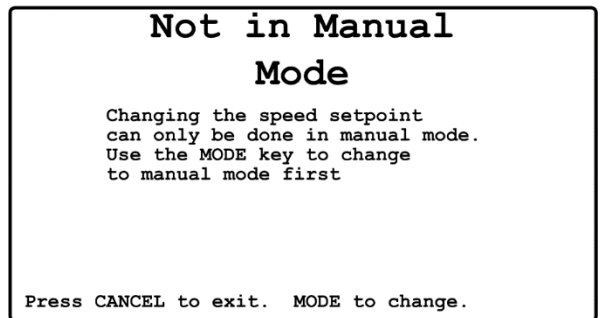 Not in Manual
Mode
Changing the speed setpoint
can only be done in manual mode.
Use the MODE key to change
to manual mode first
Press CANCEL to exit.  MODE to change.